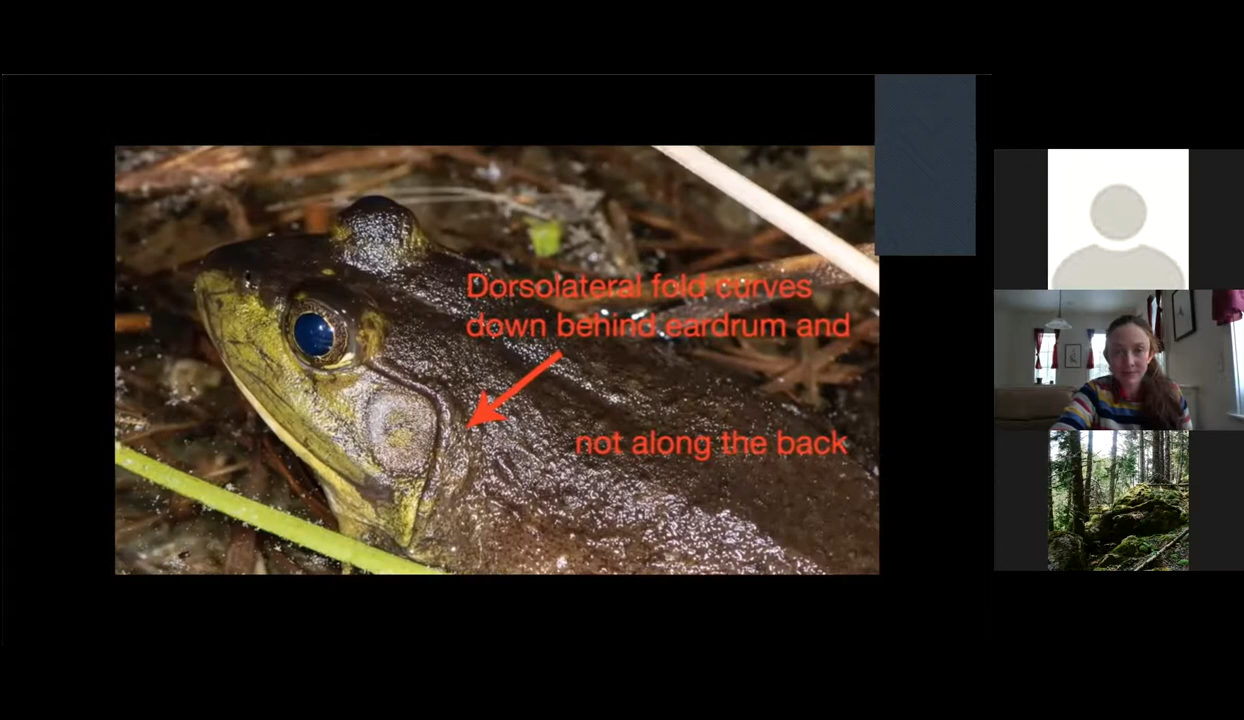 Dorsolateral fold curves
down behind eardrum and
not along the back